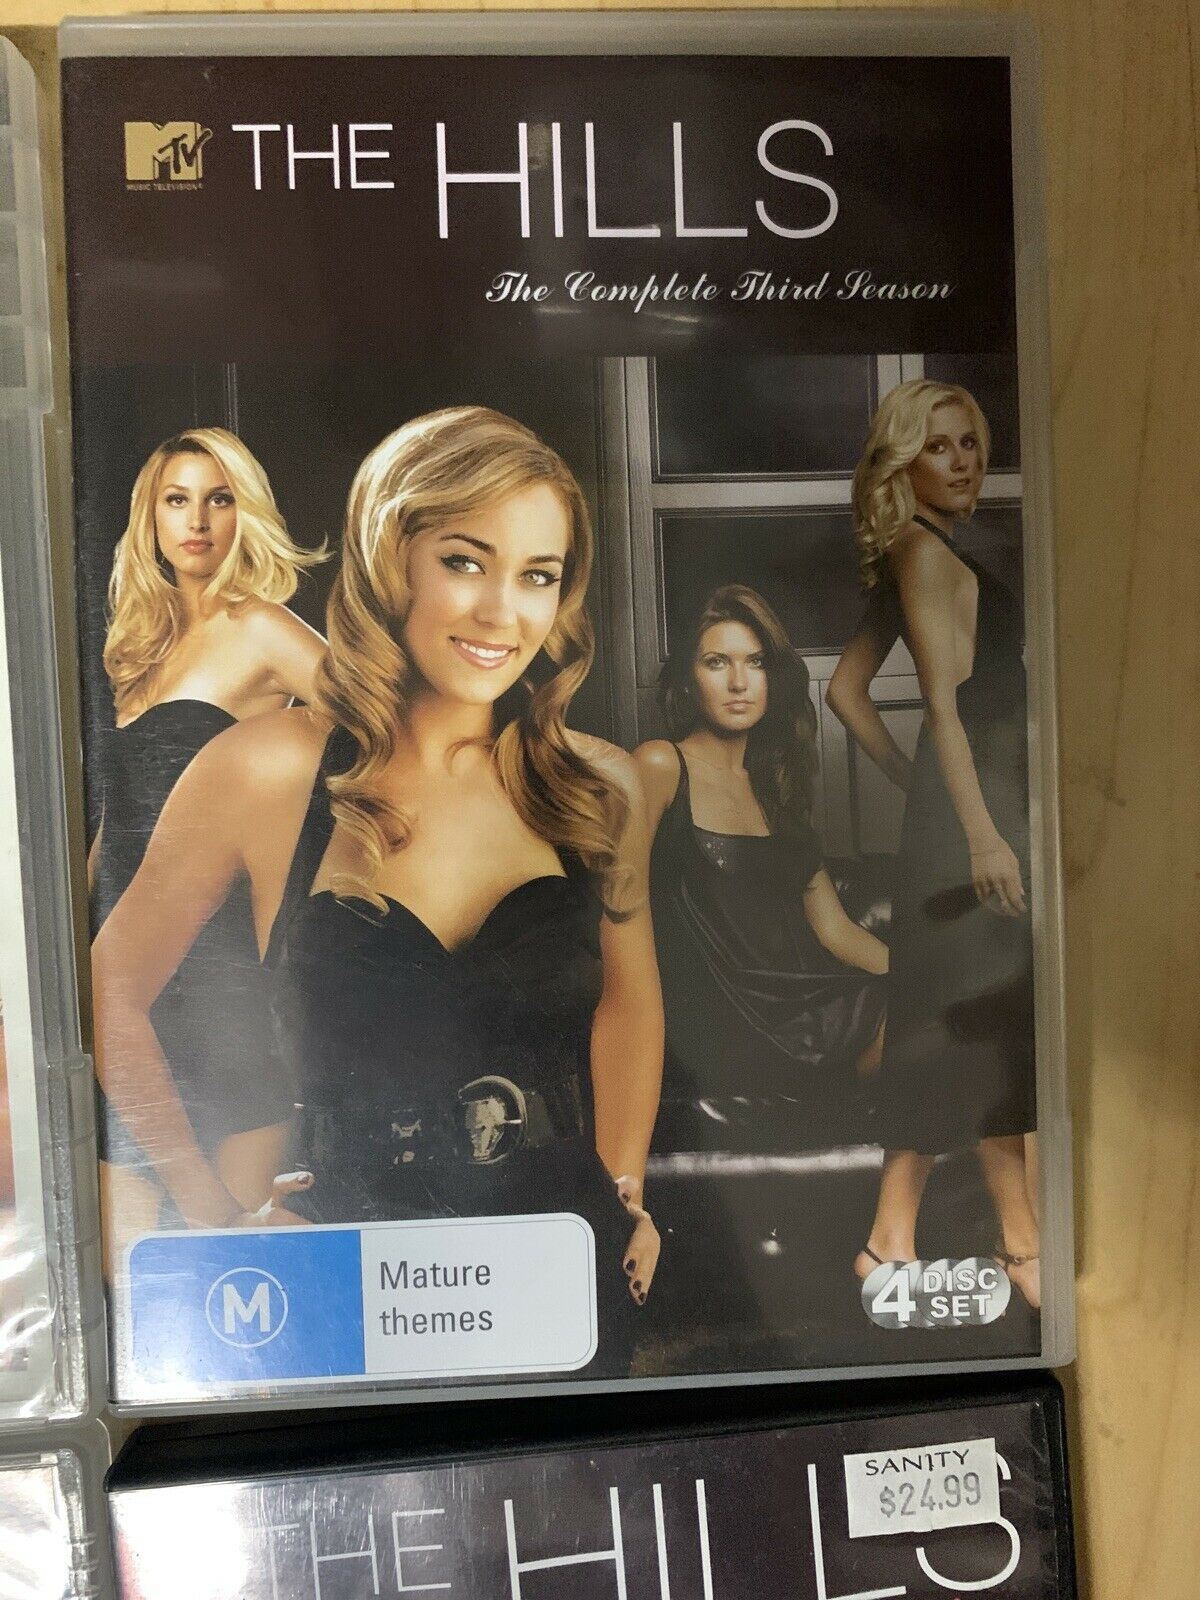 MTV
MUSIC TELEVISION®
THE HILLS
The Complete Third Season
M
Mature
themes
4 DISC
SET
SANITY
$24.99
THE HILLS